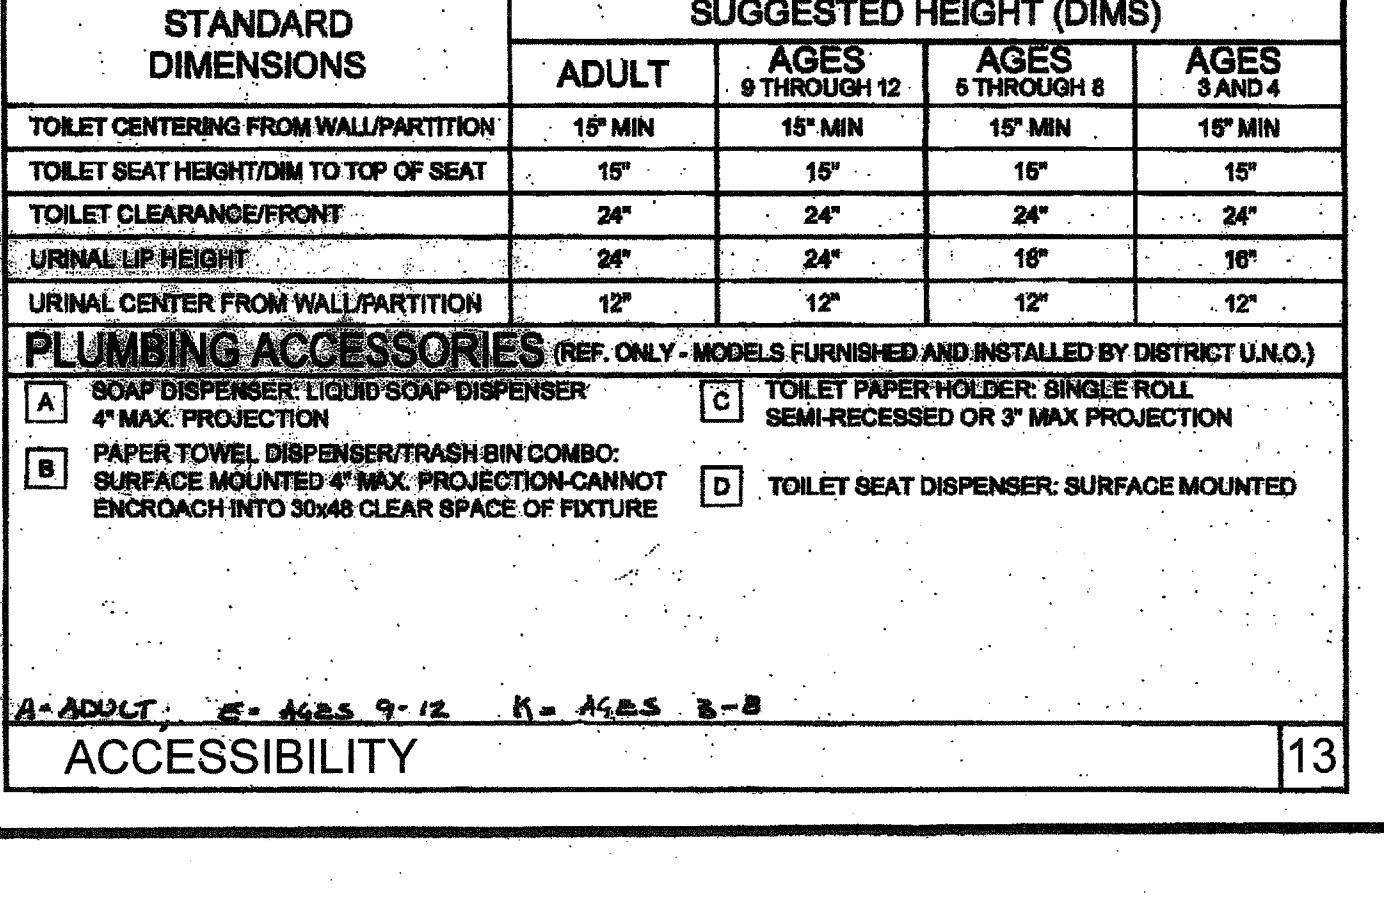 STANDARD DIMENSIONS
SUGGESTED HEIGHT (DIMS)
ADULT
AGES 9 THROUGH 12
AGES 5 THROUGH 8
AGES 3 AND 4
TOILET CENTERING FROM WALL/PARTITION 15" MIN 15" MIN 15" MIN 15" MIN
TOILET SEAT HEIGHT/DIM TO TOP OF SEAT 15" 15" 15" 15"
TOILET CLEARANCE/FRONT 24" 24" 24" 24"
URINAL LIP HEIGHT 24" 24" 18" 16"
URINAL CENTER FROM WALL/PARTITION 12" 12" 12" 12"
PLUMBING ACCESSORIES (REF. ONLY - MODELS FURNISHED AND INSTALLED BY DISTRICT U.N.O.)
A SOAP DISPENSER: LIQUID SOAP DISPENSER
4" MAX. PROJECTION
B PAPER TOWEL DISPENSER/TRASH BIN COMBO:
SURFACE MOUNTED 4" MAX. PROJECTION-CANNOT
ENCROACH INTO 30x48 CLEAR SPACE OF FIXTURE
C TOILET PAPER HOLDER: SINGLE ROLL
SEMI-RECESSED OR 3" MAX PROJECTION
D TOILET SEAT DISPENSER: SURFACE MOUNTED
A= ADULT; E= AGES 9-12 K= AGES 3-8
ACCESSIBILITY 13